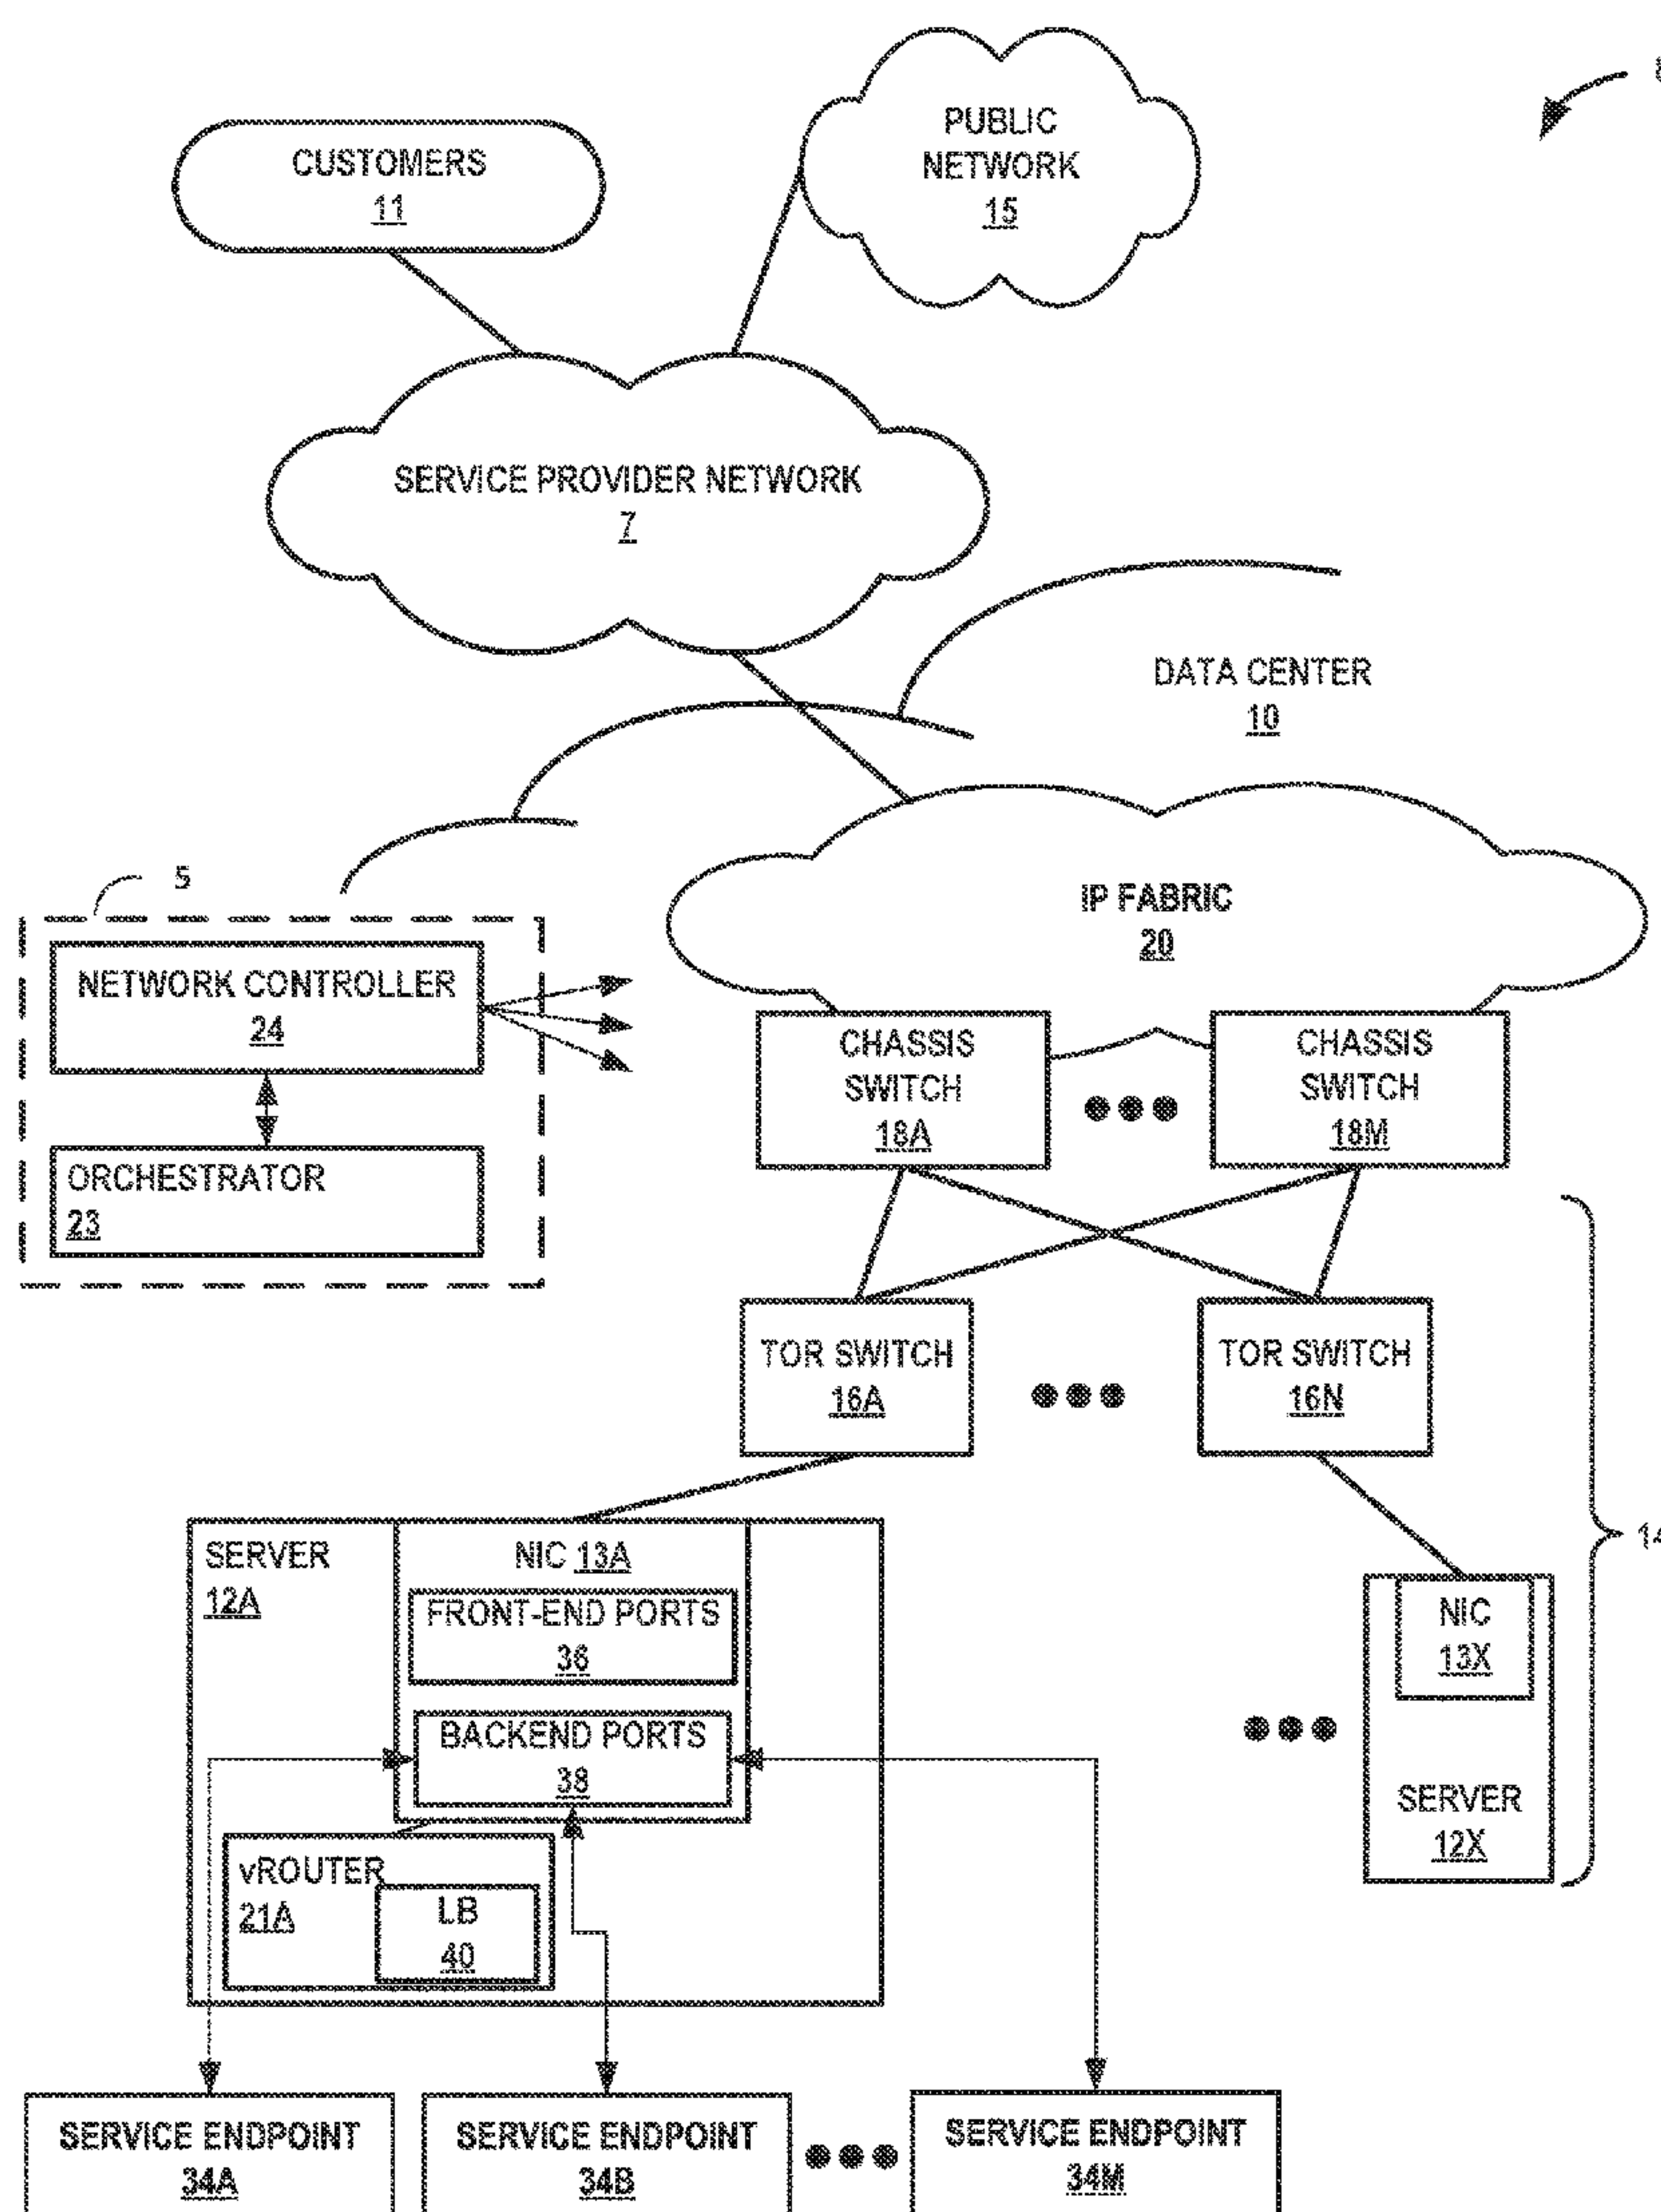 8
PUBLIC
NETWORK
15
CUSTOMERS
11
SERVICE PROVIDER NETWORK
7
DATA CENTER
10
5
IP FABRIC
20
NETWORK CONTROLLER
24
ORCHESTRATOR
23
CHASSIS
SWITCH
18A
CHASSIS
SWITCH
18M
TOR SWITCH
16A
TOR SWITCH
16N
14
SERVER
12A
NIC 13A
FRONT-END PORTS
36
BACKEND PORTS
38
vROUTER
21A
LB
40
NIC
13X
SERVER
12X
SERVICE ENDPOINT
34A
SERVICE ENDPOINT
34B
SERVICE ENDPOINT
34M